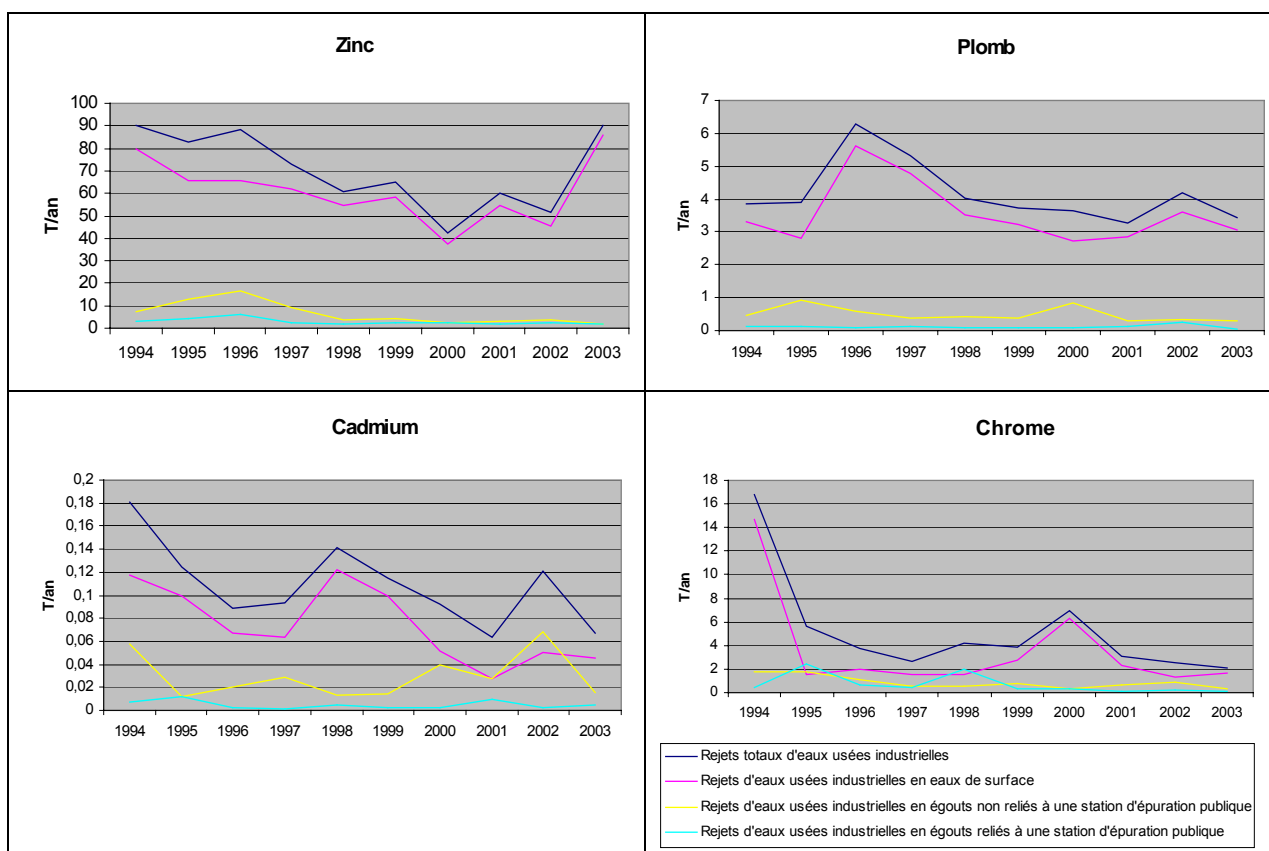 Zinc
T/an
100
90
80
70
60
50
40
30
20
10
0
1994 1995 1996 1997 1998 1999 2000 2001 2002 2003
Plomb
T/an
7
6
5
4
3
2
1
0
1994 1995 1996 1997 1998 1999 2000 2001 2002 2003
Cadmium
T/an
0,2
0,18
0,16
0,14
0,12
0,1
0,08
0,06
0,04
0,02
0
1994 1995 1996 1997 1998 1999 2000 2001 2002 2003
Chrome
T/an
18
16
14
12
10
8
6
4
2
0
1994 1995 1996 1997 1998 1999 2000 2001 2002 2003
Rejets totaux d'eaux usées industrielles
Rejets d'eaux usées industrielles en eaux de surface
Rejets d'eaux usées industrielles en égouts non reliés à une station d'épuration publique
Rejets d'eaux usées industrielles en égouts reliés à une station d'épuration publique